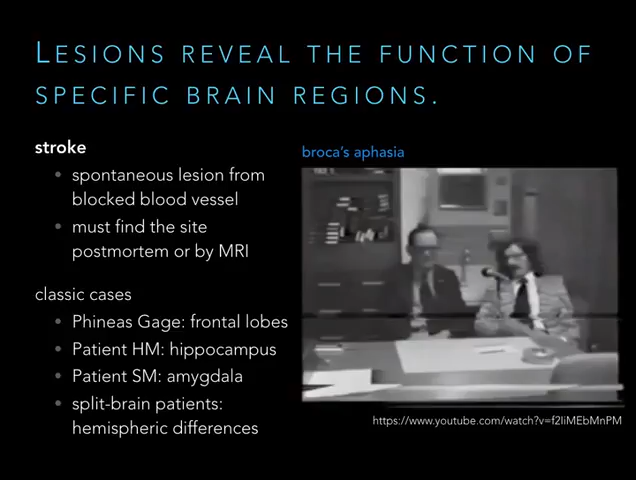 LESIONS REVEAL THE FUNCTION OF
SPECIFIC BRAIN REGIONS.
stroke
• spontaneous lesion from
blocked blood vessel
• must find the site
postmortem or by MRI
classic cases
• Phineas Gage: frontal lobes
• Patient HM: hippocampus
• Patient SM: amygdala
• split-brain patients:
hemispheric differences
broca's aphasia
https://www.youtube.com/watch?v=f2IiMEbMnPM